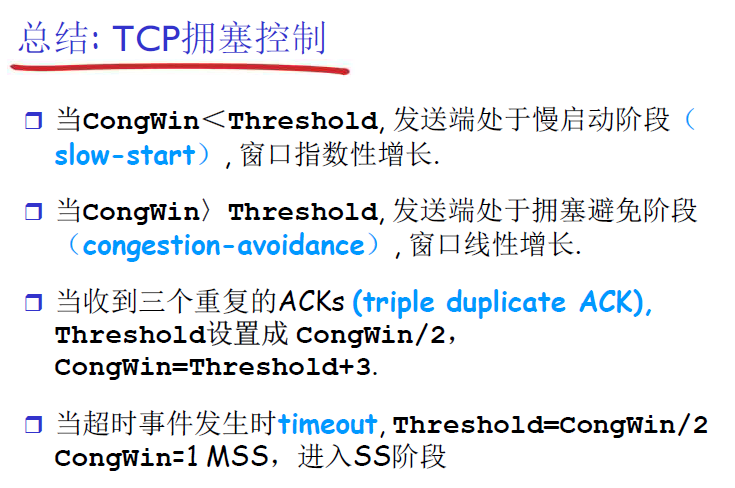 总结: TCP拥塞控制
当CongWin＜Threshold, 发送端处于慢启动阶段（
slow-start）, 窗口指数性增长.
当CongWin〉Threshold, 发送端处于拥塞避免阶段
（congestion-avoidance）, 窗口线性增长.
当收到三个重复的ACKs (triple duplicate ACK),
Threshold设置成 CongWin/2，
CongWin=Threshold+3.
当超时事件发生时timeout, Threshold=CongWin/2
CongWin=1 MSS，进入SS阶段